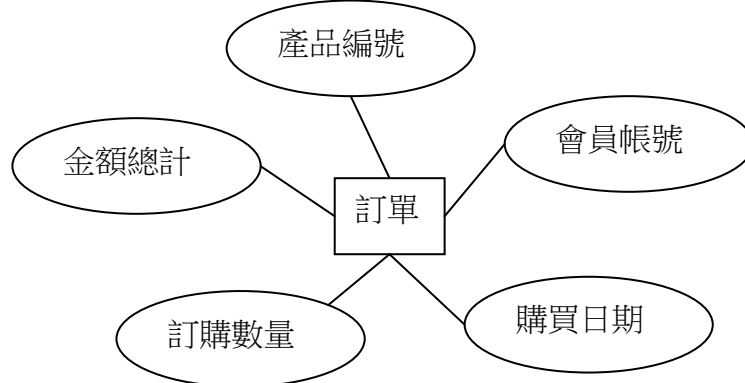 產品編號
會員帳號
金額總計
訂單
購買日期
訂購數量